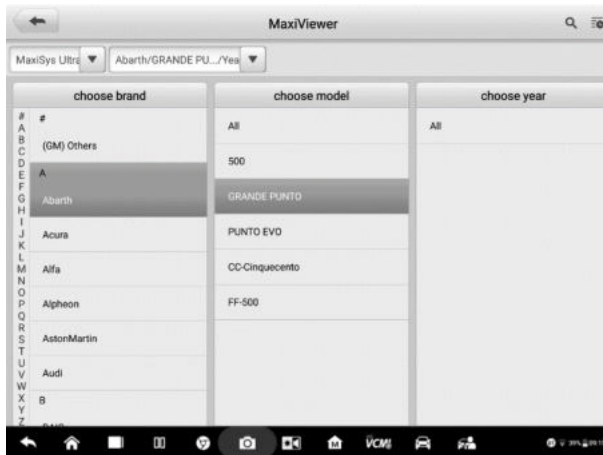 MaxiViewer
MaxiSys Ultra
Abarth/GRANDE PU.../Yea
choose brand
#
A
B
C
D
E
F
G
H
I
J
K
L
M
N
O
P
Q
R
S
T
U
V
W
X
Y
Z
#
(GM) Others
A
Abarth
Acura
Alfa
Alpheon
AstonMartin
Audi
B
choose model
All
500
GRANDE PUNTO
PUNTO EVO
CC-Cinquecento
FF-500
choose year
All
VCMI